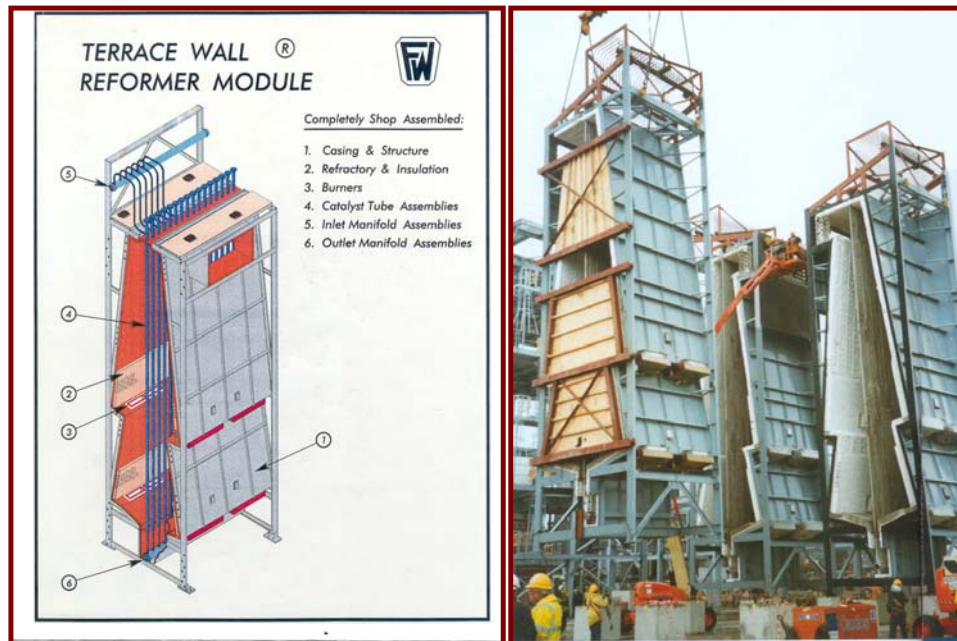 TERRACE WALL ®
REFORMER MODULE
FW
Completely Shop Assembled:
1. Casing & Structure
2. Refractory & Insulation
3. Burners
4. Catalyst Tube Assemblies
5. Inlet Manifold Assemblies
6. Outlet Manifold Assemblies
5
4
2
3
1
6